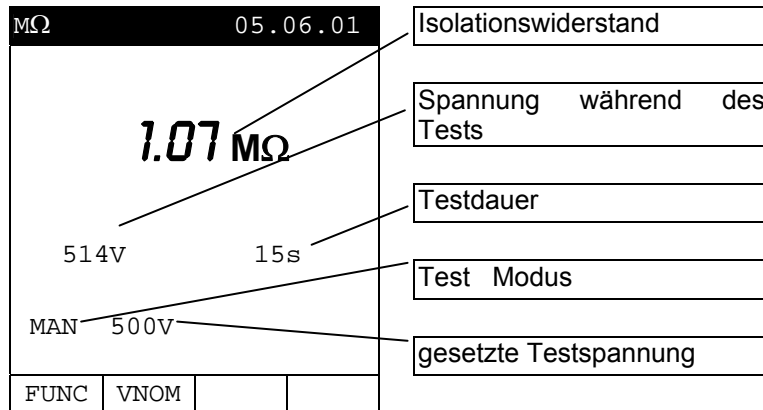 MΩ 05.06.01
1.07 MΩ
514V 15s
MAN 500V
FUNC VNOM
Isolationswiderstand
Spannung während des
Tests
Testdauer
Test Modus
gesetzte Testspannung